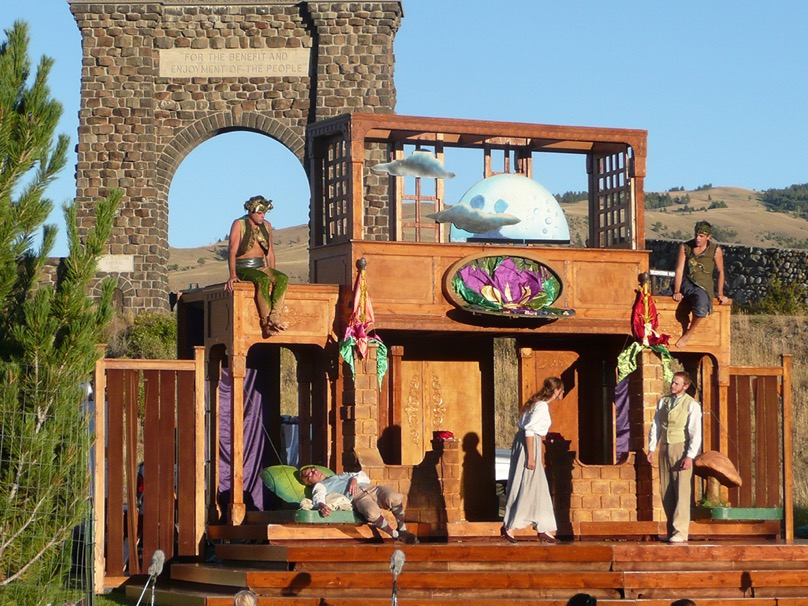 FOR THE BENEFIT AND
ENJOYMENT OF THE PEOPLE